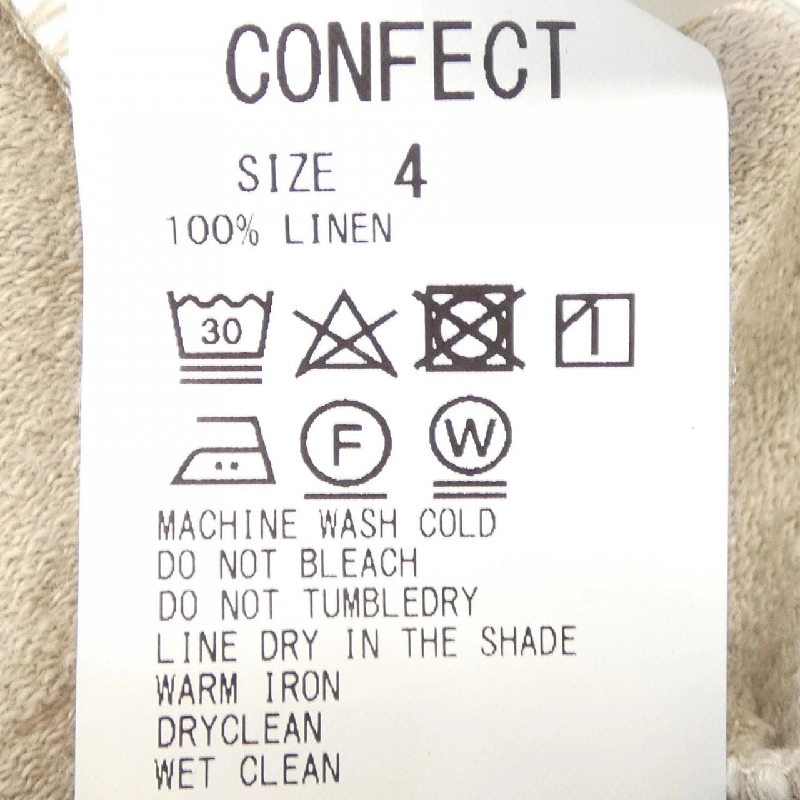 CONFECT
SIZE 4
100% LINEN
30
F W
MACHINE WASH COLD
DO NOT BLEACH
DO NOT TUMBLEDRY
LINE DRY IN THE SHADE
WARM IRON
DRYCLEAN
WET CLEAN